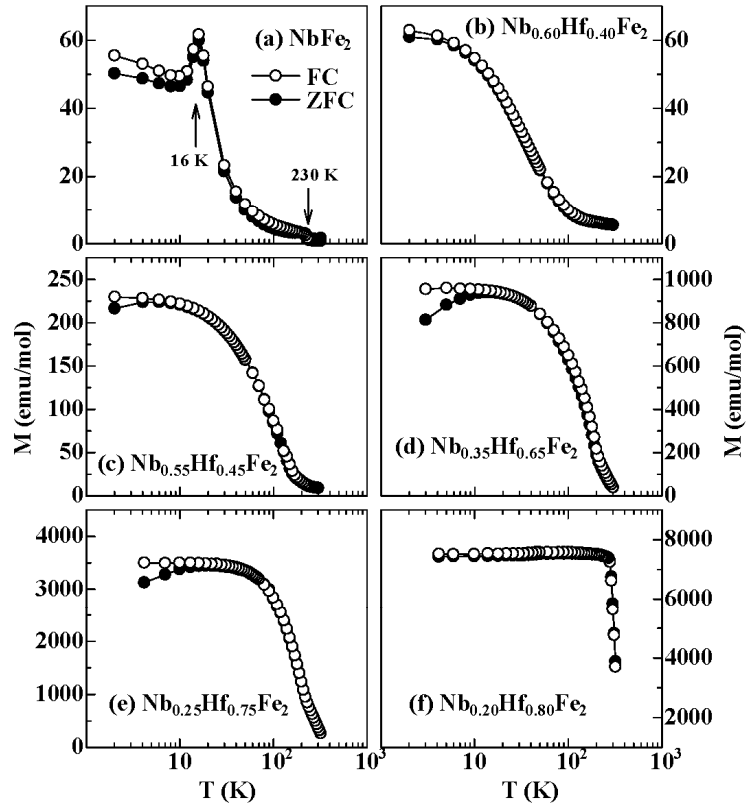 (a) NbFe2
FC
ZFC
16 K
230 K
60
40
20
0
(b) Nb0.60Hf0.40Fe2
60
40
20
0
250
200
150
100
50
0
(c) Nb0.55Hf0.45Fe2
M (emu/mol)
1000
800
600
400
200
0
(d) Nb0.35Hf0.65Fe2
M (emu/mol)
4000
3000
2000
1000
0
(e) Nb0.25Hf0.75Fe2
10
10^2
10^3
T (K)
8000
6000
4000
2000
(f) Nb0.20Hf0.80Fe2
10
10^2
10^3
T (K)